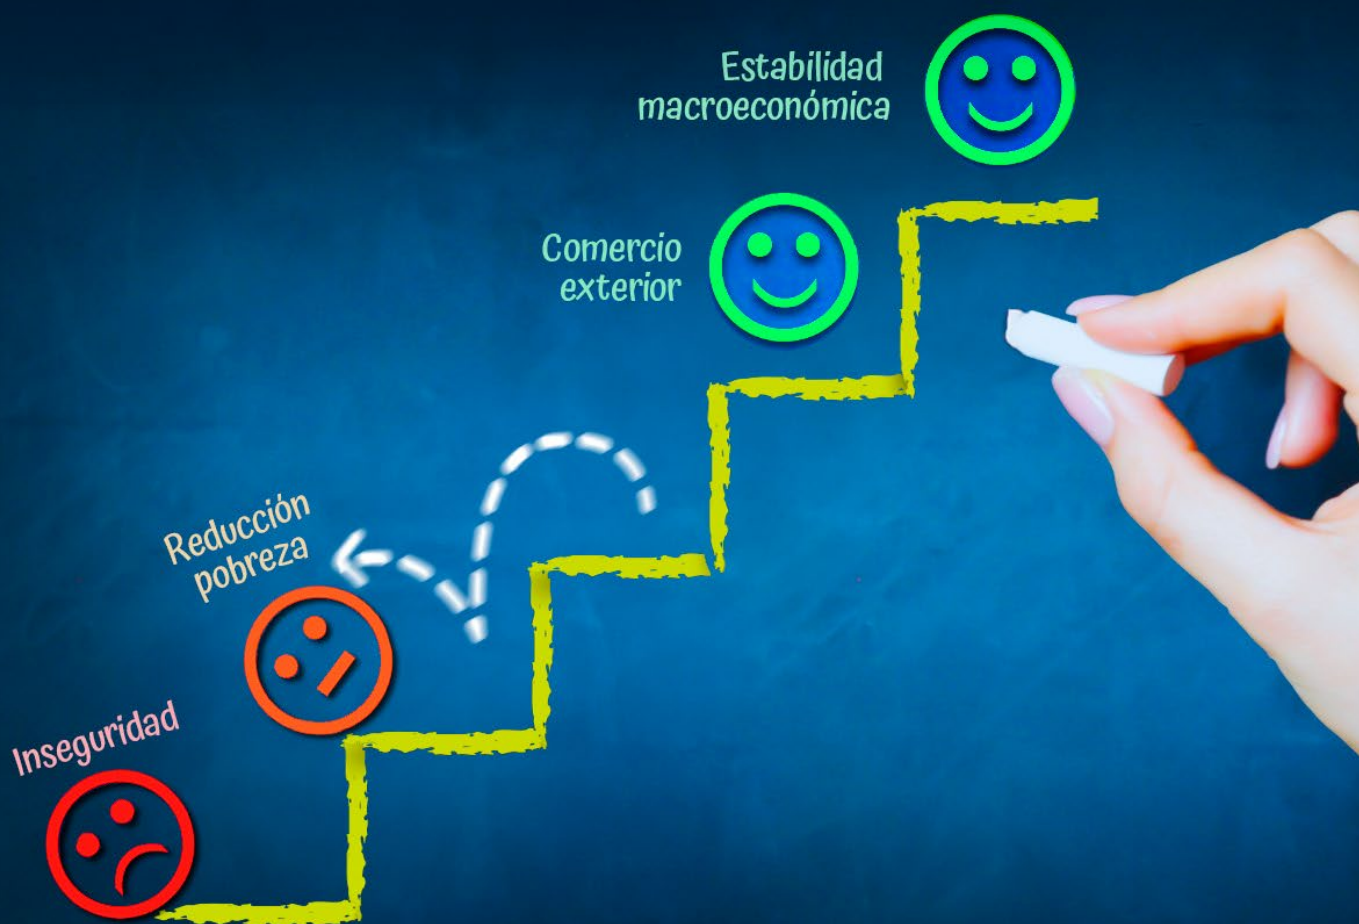 Estabilidad
macroeconómica
Comercio
exterior
Reducción
pobreza
Inseguridad